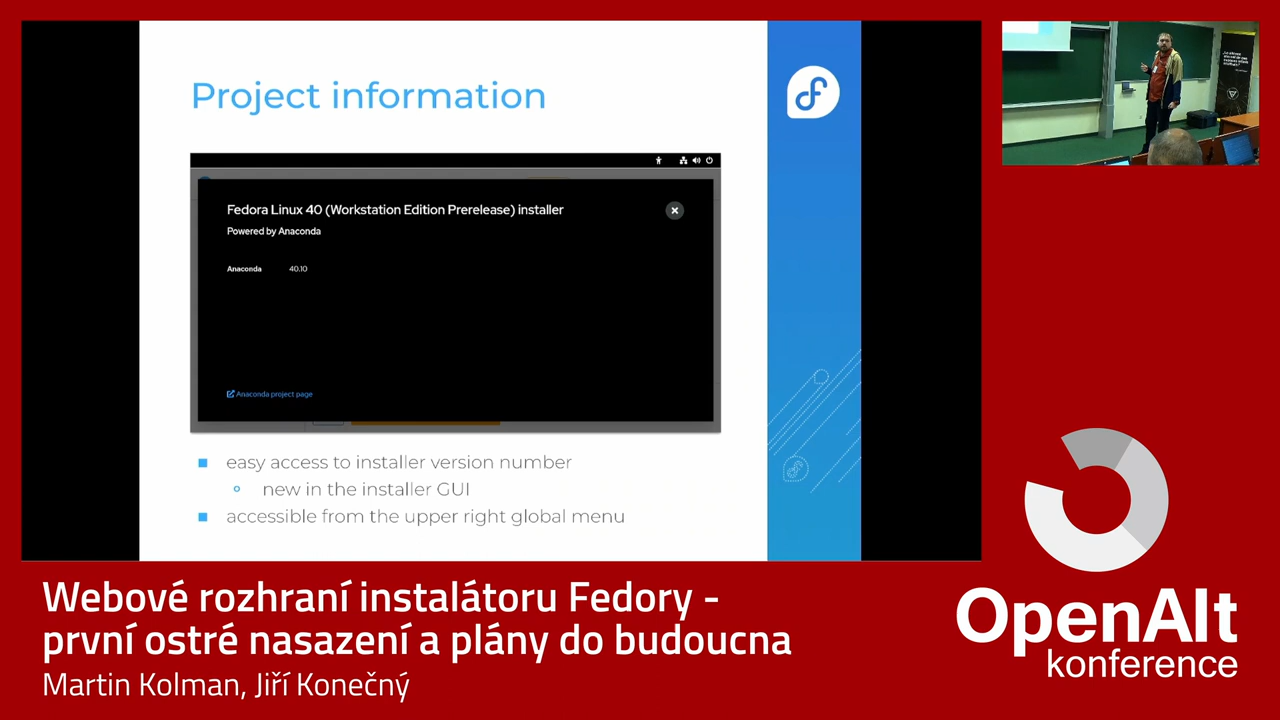 Project information
Fedora Linux 40 (Workstation Edition Prerelease) installer
Powered by Anaconda
Anaconda 40.10
Anaconda project page
easy access to installer version number
new in the installer GUI
accessible from the upper right global menu
Webové rozhraní instalátoru Fedory -
první ostré nasazení a plány do budoucna
Martin Kolman, Jiří Konečný
OpenAlt
konference